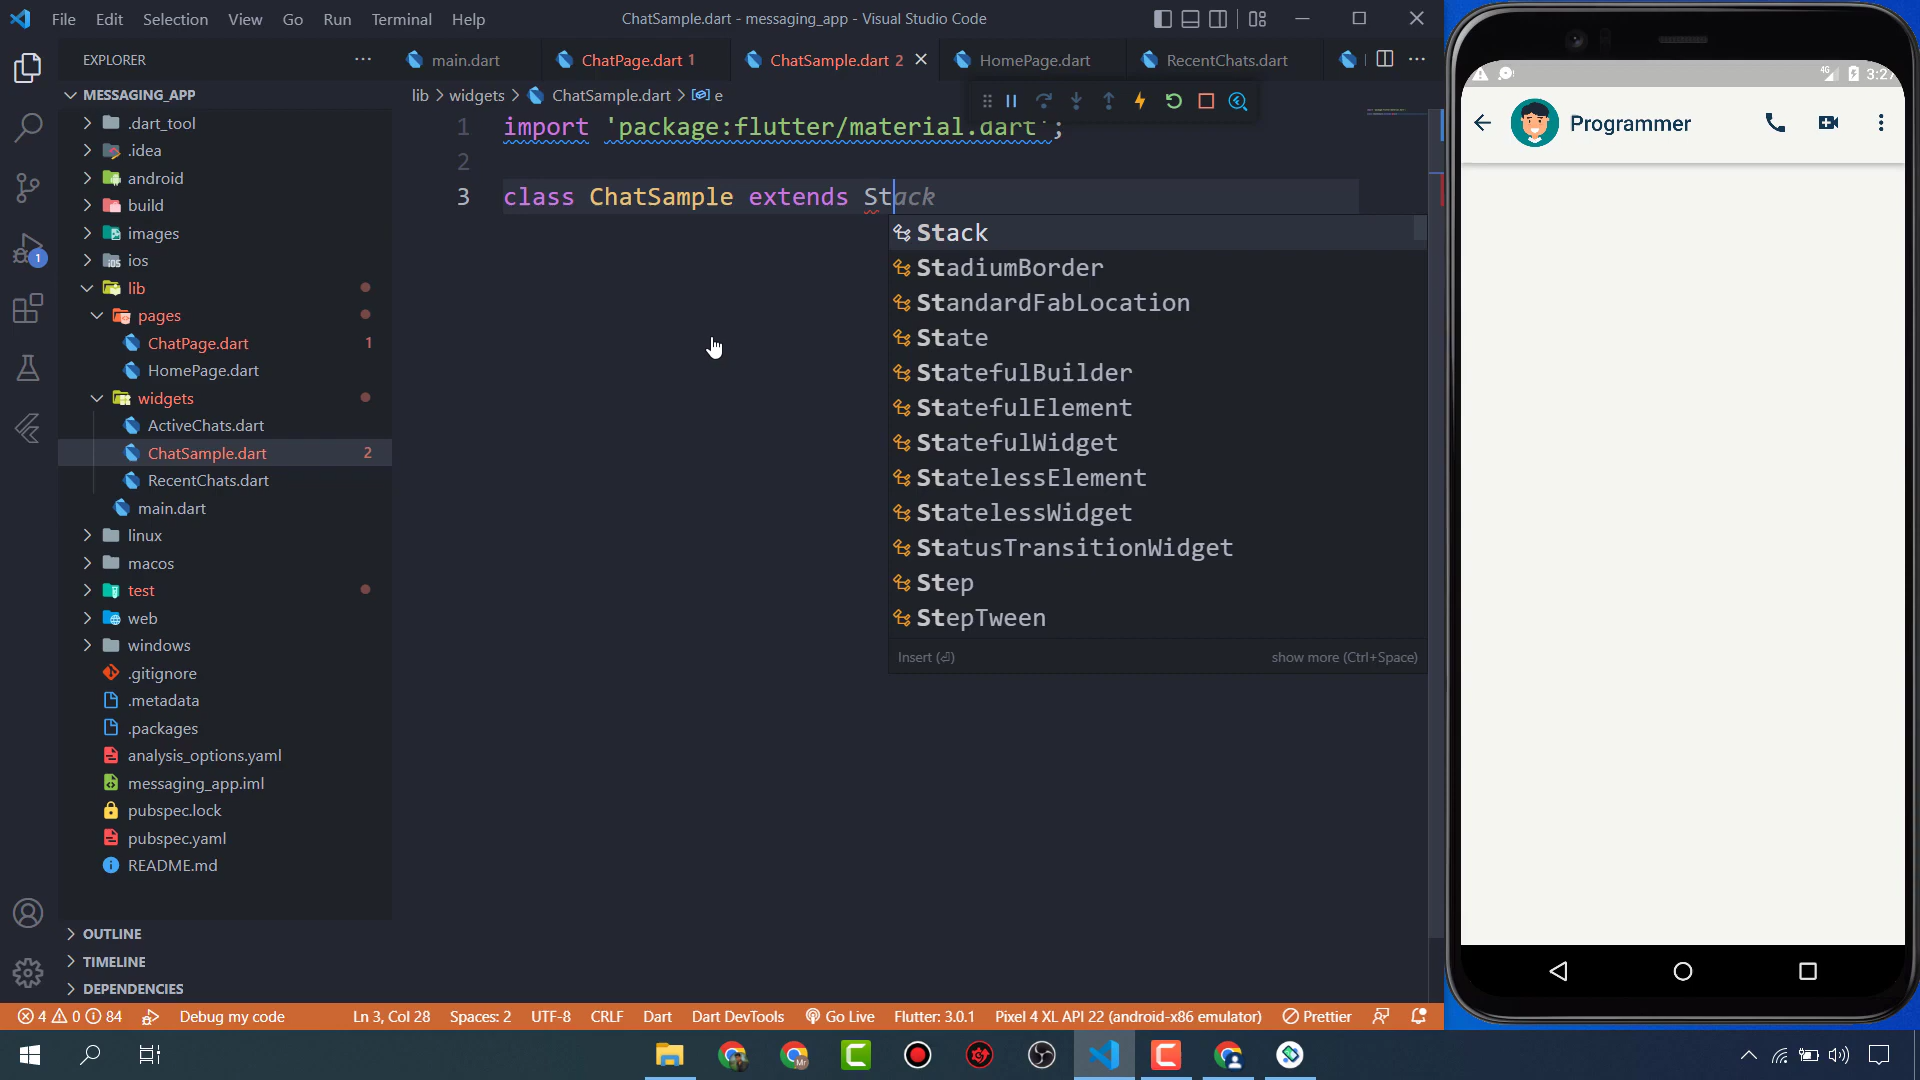 File Edit Selection View Go Run Terminal Help
ChatSample.dart - messaging_app - Visual Studio Code
EXPLORER
MESSAGING_APP
.dart_tool
.idea
android
build
images
ios
lib
pages
ChatPage.dart 1
HomePage.dart
widgets
ActiveChats.dart
ChatSample.dart 2
RecentChats.dart
main.dart
linux
macos
test
web
windows
.gitignore
.metadata
.packages
analysis_options.yaml
messaging_app.iml
pubspec.lock
pubspec.yaml
README.md
OUTLINE
TIMELINE
DEPENDENCIES
1
main.dart ChatPage.dart 1 ChatSample.dart 2 HomePage.dart RecentChats.dart
lib > widgets > ChatSample.dart > e
1 import 'package:flutter/material.dart';
2
3 class ChatSample extends Stack
Stack
StadiumBorder
StandardFabLocation
State
StatefulBuilder
StatefulElement
StatefulWidget
StatelessElement
StatelessWidget
StatusTransitionWidget
Step
StepTween
Insert (⏎) show more (Ctrl+Space)
4 0 84 Debug my code Ln 3, Col 28 Spaces: 2 UTF-8 CRLF Dart Dart DevTools Go Live Flutter: 3.0.1 Pixel 4 XL API 22 (android-x86 emulator) Prettier
4G 3:27
Programmer